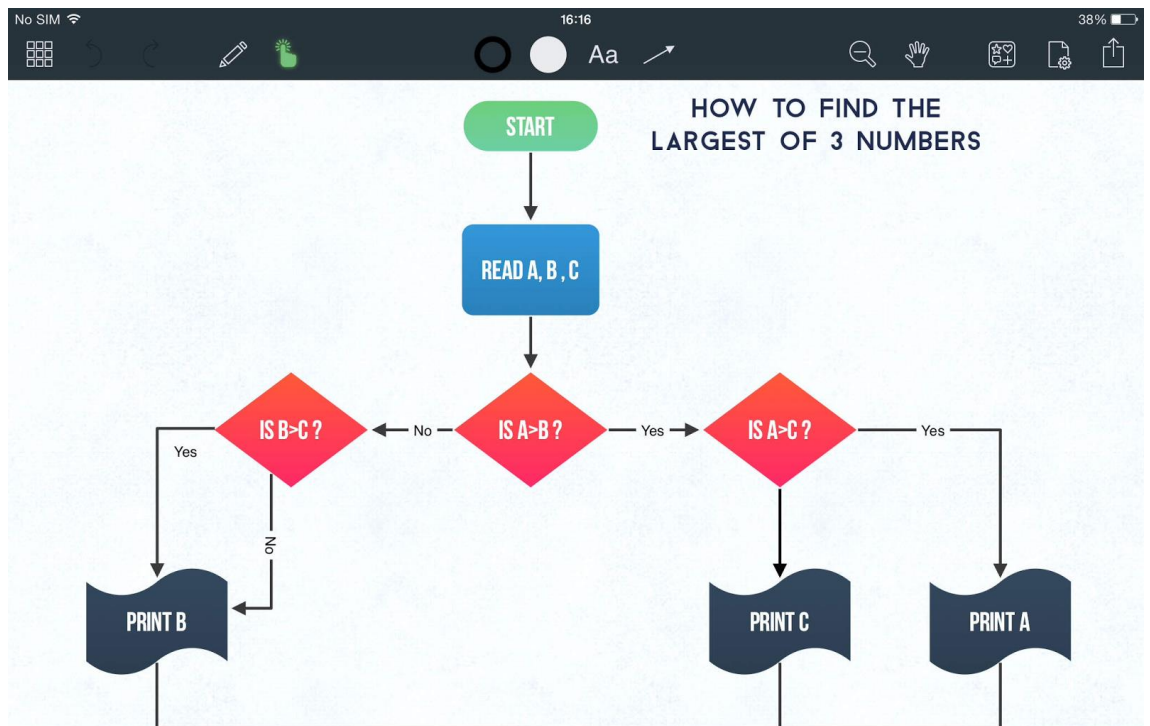 No SIM
16:16
38%
Aa
HOW TO FIND THE
LARGEST OF 3 NUMBERS
START
READ A, B , C
IS B>C ?
No
IS A>B ?
Yes
IS A>C ?
Yes
Yes
No
PRINT B
PRINT C
PRINT A